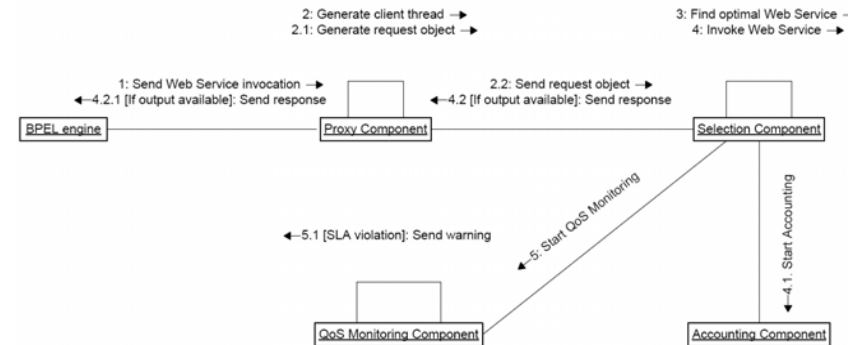 2: Generate client thread
2.1: Generate request object
3: Find optimal Web Service
4: Invoke Web Service
1: Send Web Service invocation
4.2.1 [If output available]: Send response
2.2: Send request object
4.2 [If output available]: Send response
BPEL engine
Proxy Component
Selection Component
5: Start QoS Monitoring
4.1. Start Accounting
5.1 [SLA violation]: Send warning
QoS Monitoring Component
Accounting Component